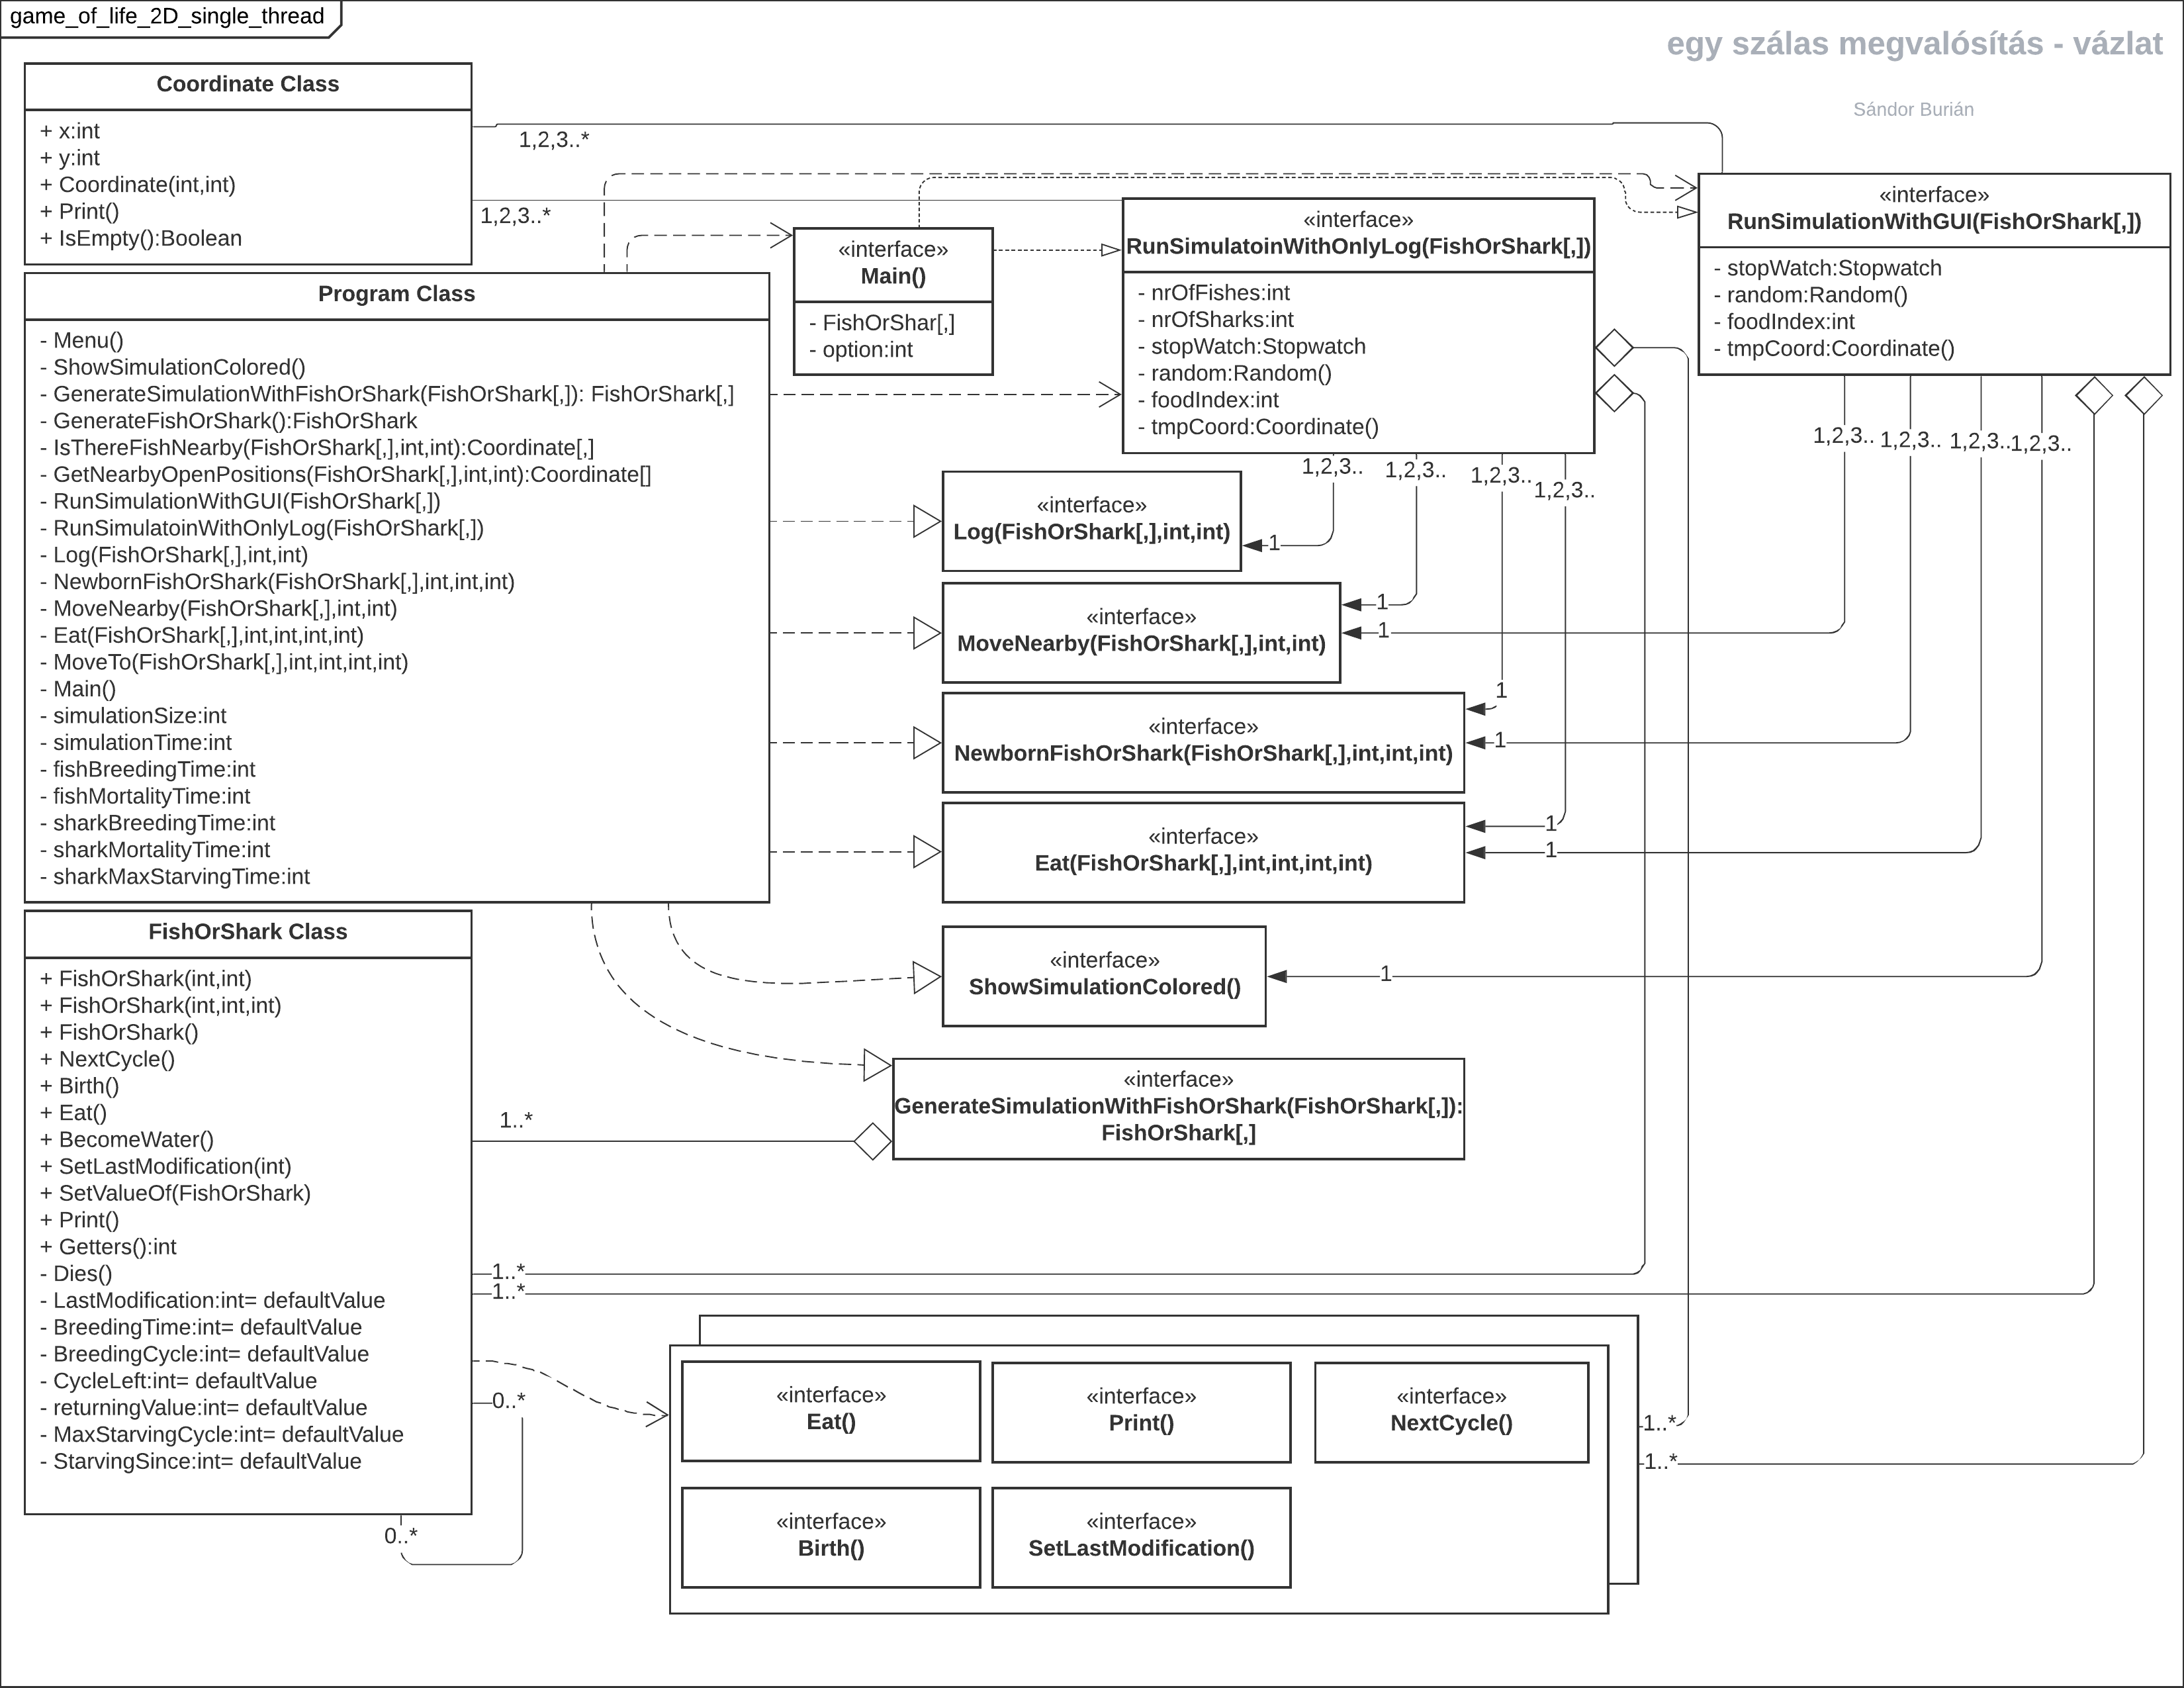 game_of_life_2D_single_thread
egy szálas megvalósítás - vázlat
Sándor Burián
Coordinate Class
+ x:int
+ y:int
+ Coordinate(int,int)
+ Print()
+ IsEmpty():Boolean
1,2,3..*
1,2,3..*
Program Class
- Menu()
- ShowSimulationColored()
- GenerateSimulationWithFishOrShark(FishOrShark[,]): FishOrShark[,]
- GenerateFishOrShark():FishOrShark
- IsThereFishNearby(FishOrShark[,],int,int):Coordinate[,]
- GetNearbyOpenPositions(FishOrShark[,],int,int):Coordinate[]
- RunSimulationWithGUI(FishOrShark[,])
- RunSimulatoinWithOnlyLog(FishOrShark[,])
- Log(FishOrShark[,],int,int)
- NewbornFishOrShark(FishOrShark[,],int,int,int)
- MoveNearby(FishOrShark[,],int,int)
- Eat(FishOrShark[,],int,int,int,int)
- MoveTo(FishOrShark[,],int,int,int,int)
- Main()
- simulationSize:int
- simulationTime:int
- fishBreedingTime:int
- fishMortalityTime:int
- sharkBreedingTime:int
- sharkMortalityTime:int
- sharkMaxStarvingTime:int
«interface»
Main()
- FishOrShar[,]
- option:int
«interface»
RunSimulatoinWithOnlyLog(FishOrShark[,])
- nrOfFishes:int
- nrOfSharks:int
- stopWatch:Stopwatch
- random:Random()
- foodIndex:int
- tmpCoord:Coordinate()
«interface»
RunSimulationWithGUI(FishOrShark[,])
- stopWatch:Stopwatch
- random:Random()
- foodIndex:int
- tmpCoord:Coordinate()
1,2,3..
1,2,3..
1,2,3..
1,2,3..
1,2,3..
1,2,3..
1,2,3..
1,2,3..
«interface»
Log(FishOrShark[,],int,int)
1
«interface»
MoveNearby(FishOrShark[,],int,int)
1
1
«interface»
NewbornFishOrShark(FishOrShark[,],int,int,int)
1
1
«interface»
Eat(FishOrShark[,],int,int,int,int)
1
1
«interface»
ShowSimulationColored()
1
«interface»
GenerateSimulationWithFishOrShark(FishOrShark[,]):
FishOrShark[,]
1..*
FishOrShark Class
+ FishOrShark(int,int)
+ FishOrShark(int,int,int)
+ FishOrShark()
+ NextCycle()
+ Birth()
+ Eat()
+ BecomeWater()
+ SetLastModification(int)
+ SetValueOf(FishOrShark)
+ Print()
+ Getters():int
- Dies()
- LastModification:int= defaultValue
- BreedingTime:int= defaultValue
- BreedingCycle:int= defaultValue
- CycleLeft:int= defaultValue
- returningValue:int= defaultValue
- MaxStarvingCycle:int= defaultValue
- StarvingSince:int= defaultValue
1..*
1..*
0..*
0..*
«interface»
Eat()
«interface»
Print()
«interface»
NextCycle()
«interface»
Birth()
«interface»
SetLastModification()
1..*
1..*